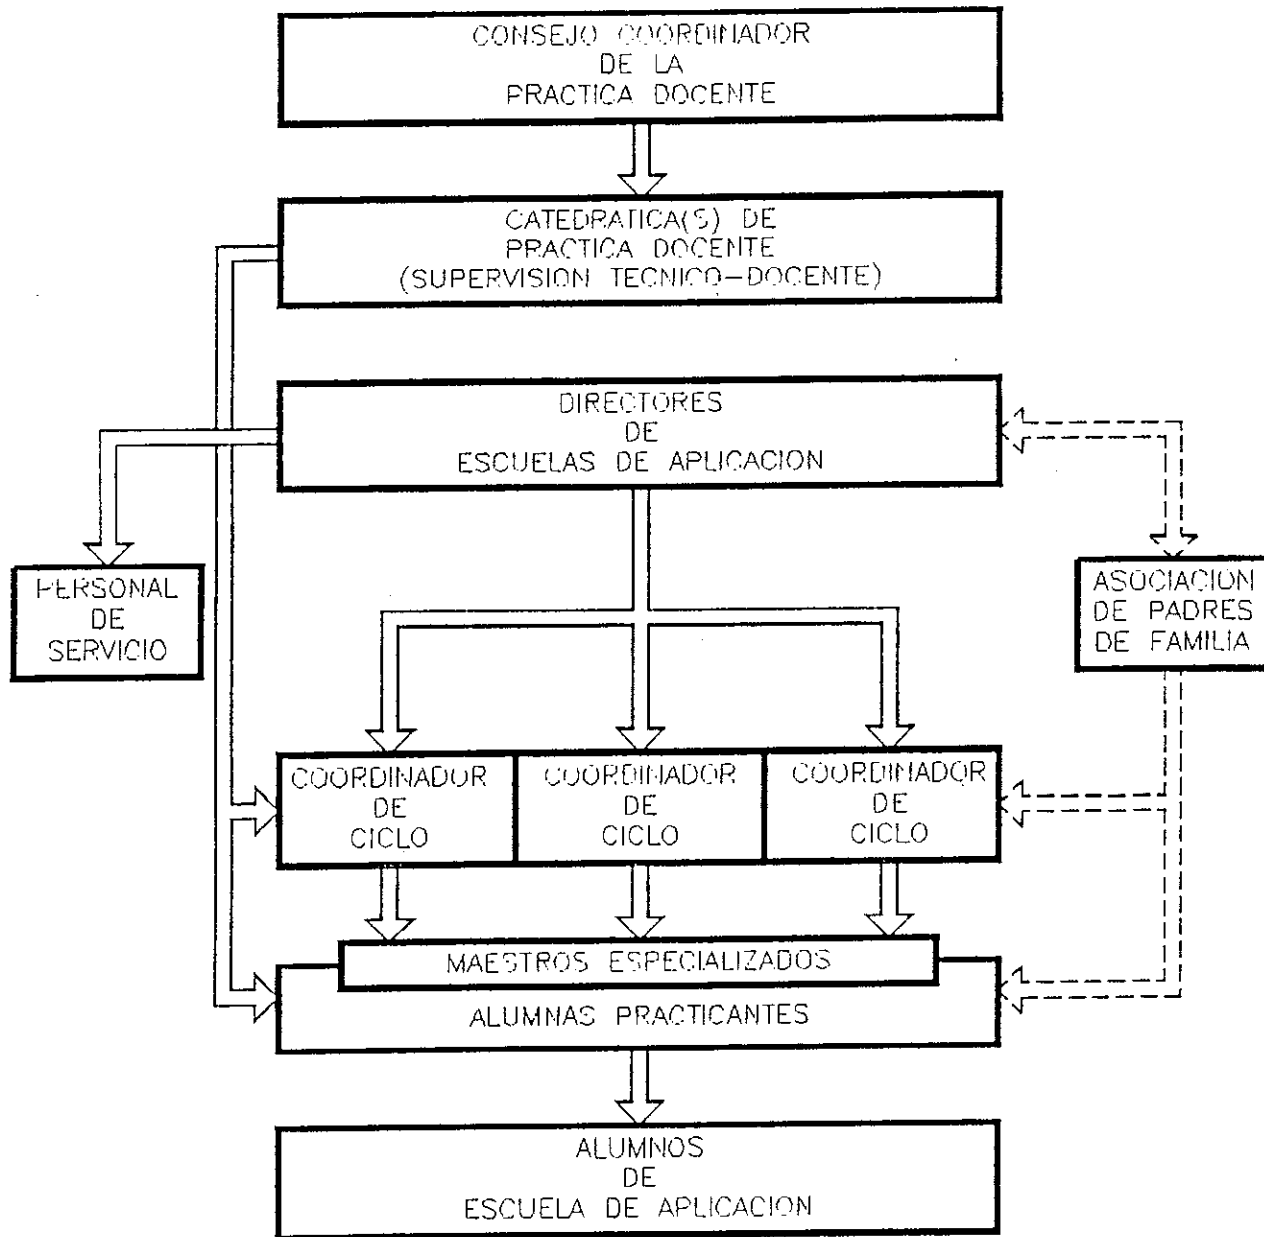 CONSEJO COORDINADOR
DE LA
PRACTICA DOCENTE
CATEDRATICA(S) DE
PRACTICA DOCENTE
(SUPERVISION TECNICO-DOCENTE)
DIRECTORES
DE
ESCUELAS DE APLICACION
PERSONAL
DE
SERVICIO
ASOCIACION
DE PADRES
DE FAMILIA
COORDINADOR
DE
CICLO
COORDINADOR
DE
CICLO
COORDINADOR
DE
CICLO
MAESTROS ESPECIALIZADOS
ALUMNAS PRACTICANTES
ALUMNOS
DE
ESCUELA DE APLICACION